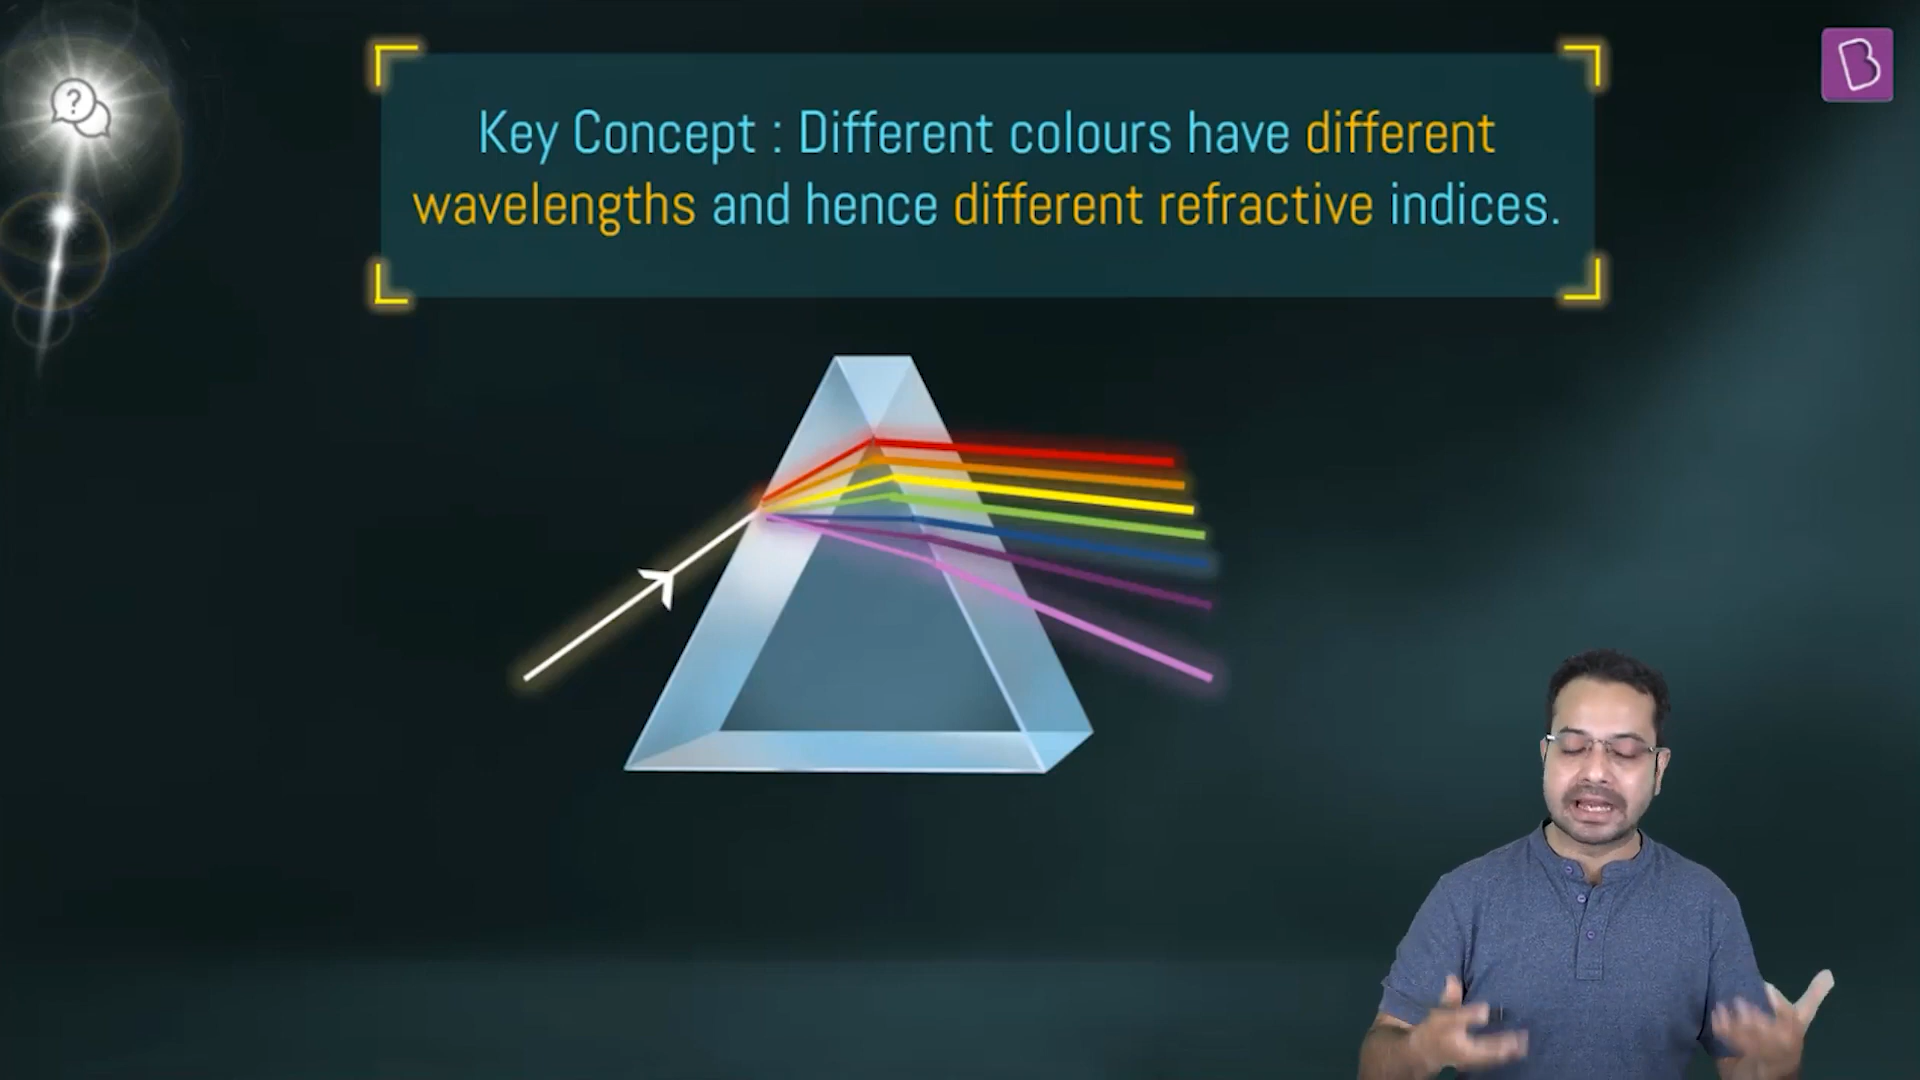 Key Concept : Different colours have different
wavelengths and hence different refractive indices.
?
B